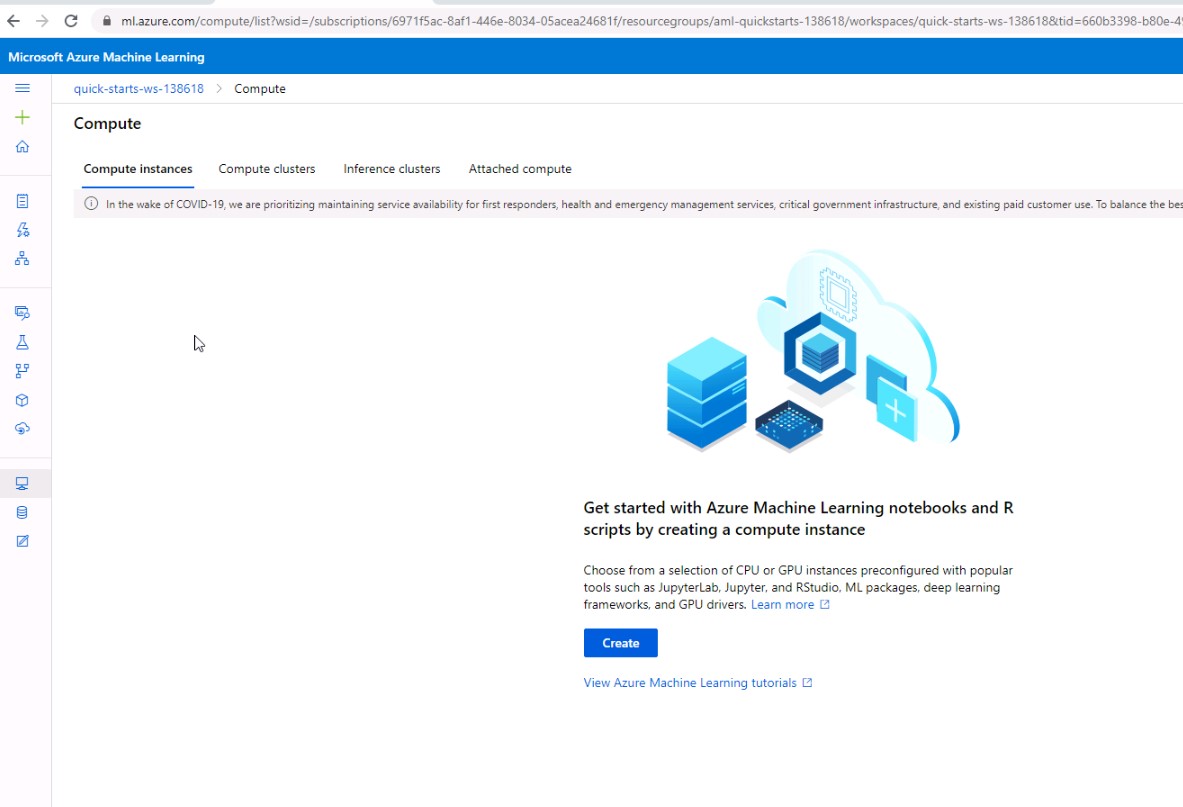 ml.azure.com/compute/list?wsid=/subscriptions/6971f5ac-8af1-446e-8034-05acea24681f/resourcegroups/aml-quickstarts-138618/workspaces/quick-starts-ws-138618&tid=660b3398-b80e-49
Microsoft Azure Machine Learning
quick-starts-ws-138618 > Compute
Compute
Compute instances Compute clusters Inference clusters Attached compute
In the wake of COVID-19, we are prioritizing maintaining service availability for first responders, health and emergency management services, critical government infrastructure, and existing paid customer use. To balance the bes
Get started with Azure Machine Learning notebooks and R
scripts by creating a compute instance
Choose from a selection of CPU or GPU instances preconfigured with popular
tools such as JupyterLab, Jupyter, and RStudio, ML packages, deep learning
frameworks, and GPU drivers. Learn more
Create
View Azure Machine Learning tutorials